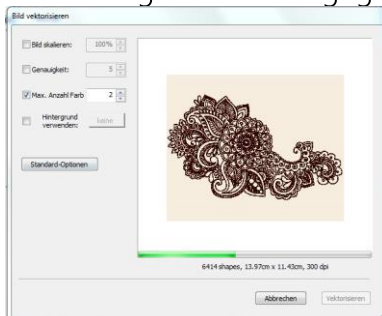 Bild vektorisieren
Bild skalieren: 100%
Genauigkeit: 5
Max. Anzahl Farb 2
Hintergrund verwenden: keine
Standard-Optionen
6414 shapes, 13.97cm x 11.43cm, 300 dpi
Abbrechen Vektorisieren